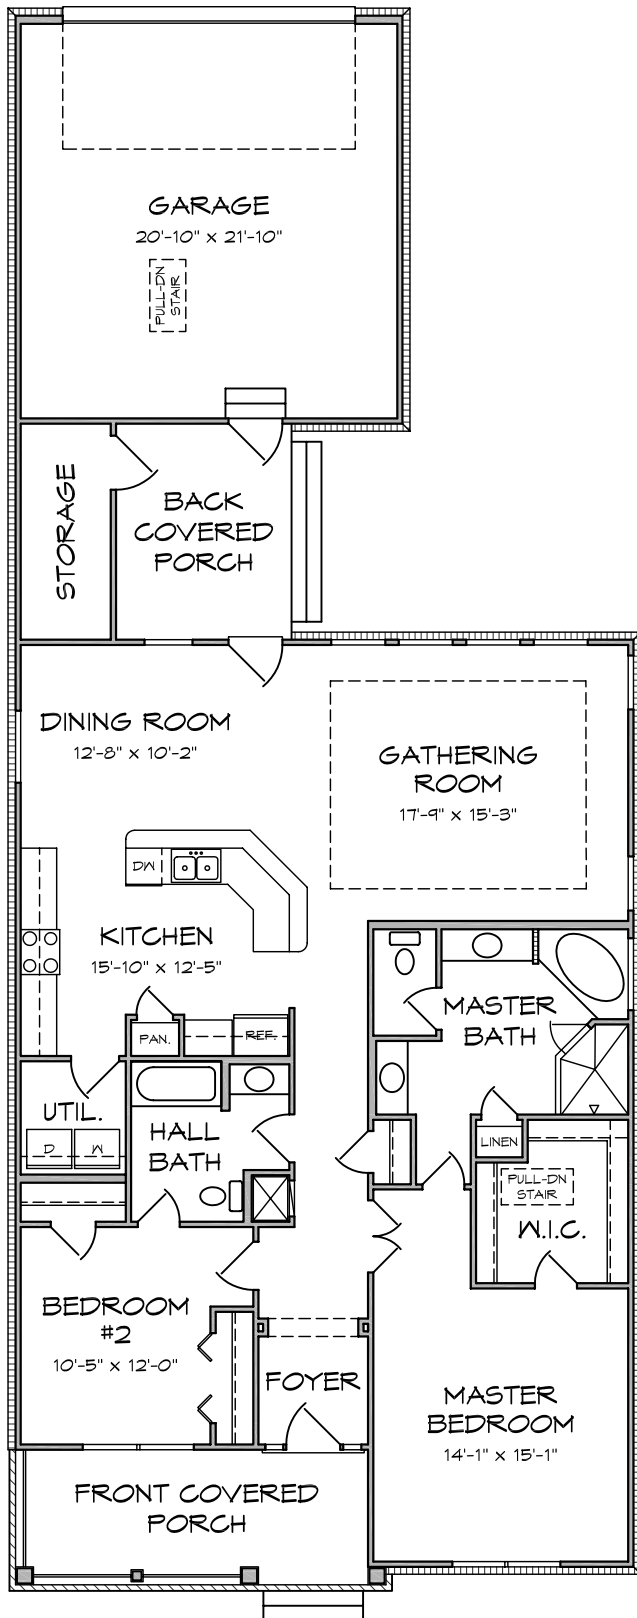 GARAGE
20'-10" x 21'-10"
PULL-DN
STAIR
STORAGE
BACK
COVERED
PORCH
DINING ROOM
12'-8" x 10'-2"
GATHERING
ROOM
17'-9" x 15'-3"
DW
KITCHEN
15'-10" x 12'-5"
MASTER
BATH
PAN.
REF.
UTIL.
D
W
HALL
BATH
LINEN
PULL-DN
STAIR
W.I.C.
BEDROOM
#2
10'-5" x 12'-0"
FOYER
MASTER
BEDROOM
14'-1" x 15'-1"
FRONT COVERED
PORCH